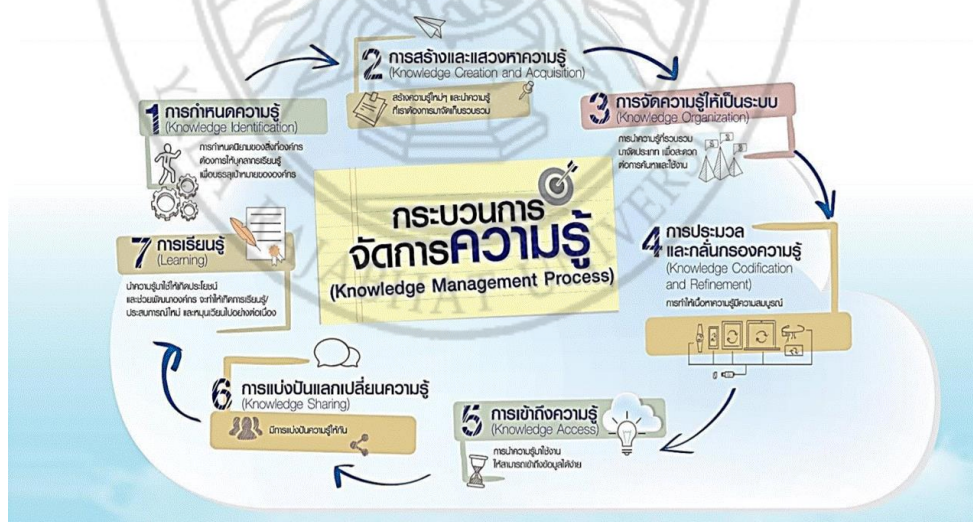 กระบวนการ
จัดการความรู้
(Knowledge Management Process)
1 การกำหนดความรู้
(Knowledge Identification)
การกำหนดนิยามของสิ่งที่องค์กร
ต้องการให้บุคลากรเรียนรู้
เพื่อบรรลุเป้าหมายขององค์กร
2 การสร้างและแสวงหาความรู้
(Knowledge Creation and Acquisition)
สร้างความรู้ใหม่ๆ และนำความรู้
ที่เราต้องการมาจัดเก็บรวบรวม
3 การจัดความรู้ให้เป็นระบบ
(Knowledge Organization)
การนำความรู้ที่รวบรวม
มาจัดประเภท เพื่อสะดวก
ต่อการค้นหาและใช้งาน
4 การประมวล
และกลั่นกรองความรู้
(Knowledge Codification
and Refinement)
การทำให้เนื้อหาความรู้มีความสมบูรณ์
5 การเข้าถึงความรู้
(Knowledge Access)
การนำความรู้มาใช้งาน
ให้สามารถเข้าถึงข้อมูลได้ง่าย
6 การแบ่งปันแลกเปลี่ยนความรู้
(Knowledge Sharing)
มีการแบ่งปันความรู้ให้กัน
7 การเรียนรู้
(Learning)
นำความรู้มาใช้ให้เกิดประโยชน์
และช่วยพัฒนาองค์กร จะทำให้เกิดการเรียนรู้/
ประสบการณ์ใหม่ และหมุนเวียนไปอย่างต่อเนื่อง